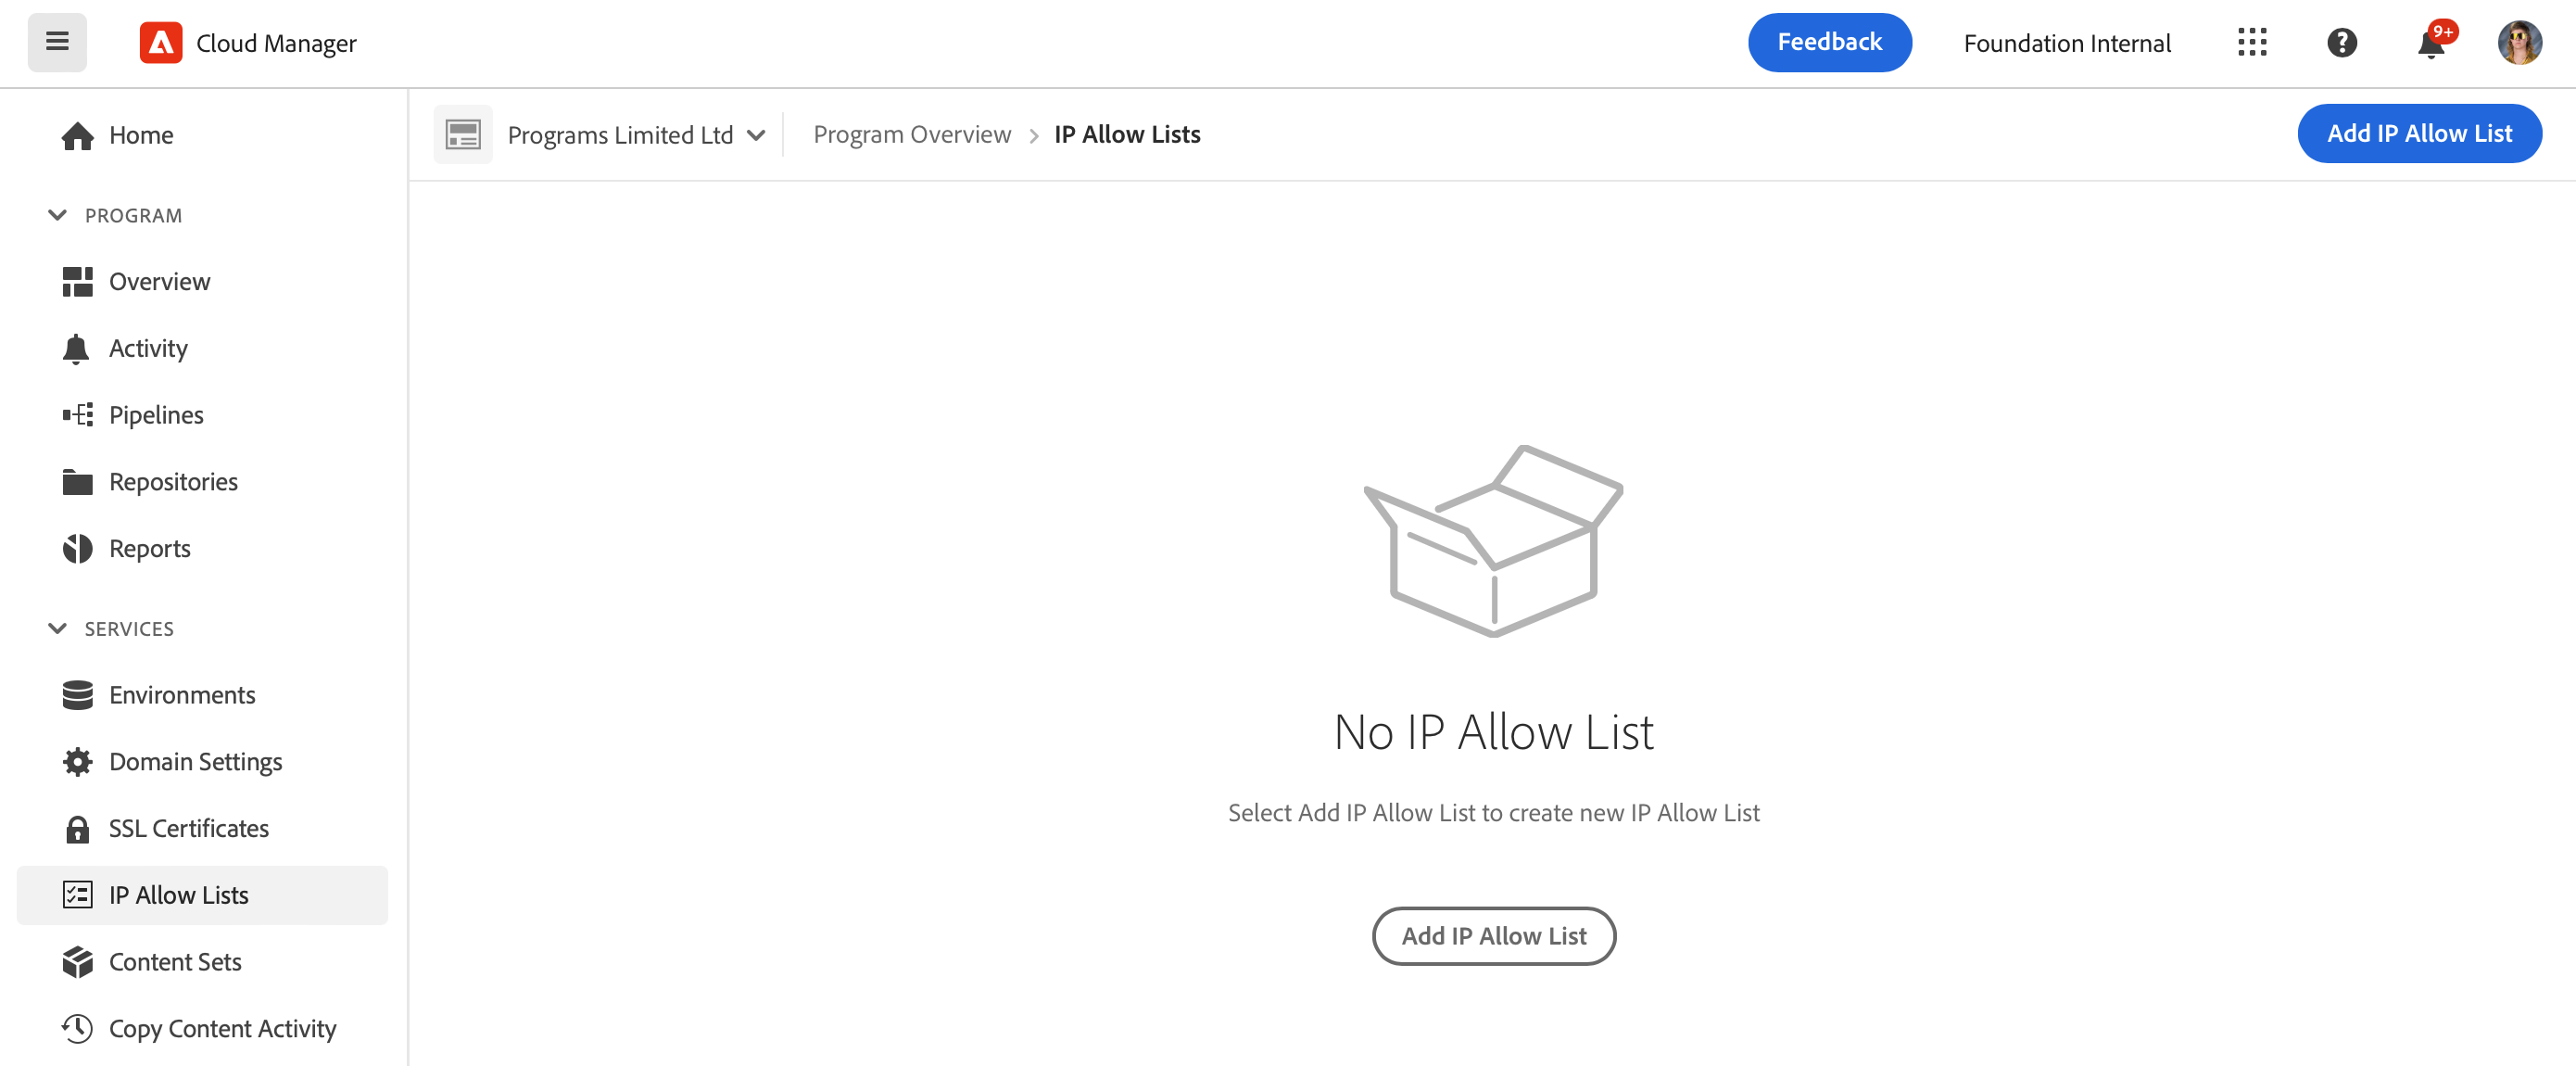 Cloud Manager
Feedback
Foundation Internal
9+
Home
PROGRAM
Overview
Activity
Pipelines
Repositories
Reports
SERVICES
Environments
Domain Settings
SSL Certificates
IP Allow Lists
Content Sets
Copy Content Activity
Programs Limited Ltd
Program Overview > IP Allow Lists
Add IP Allow List
No IP Allow List
Select Add IP Allow List to create new IP Allow List
Add IP Allow List